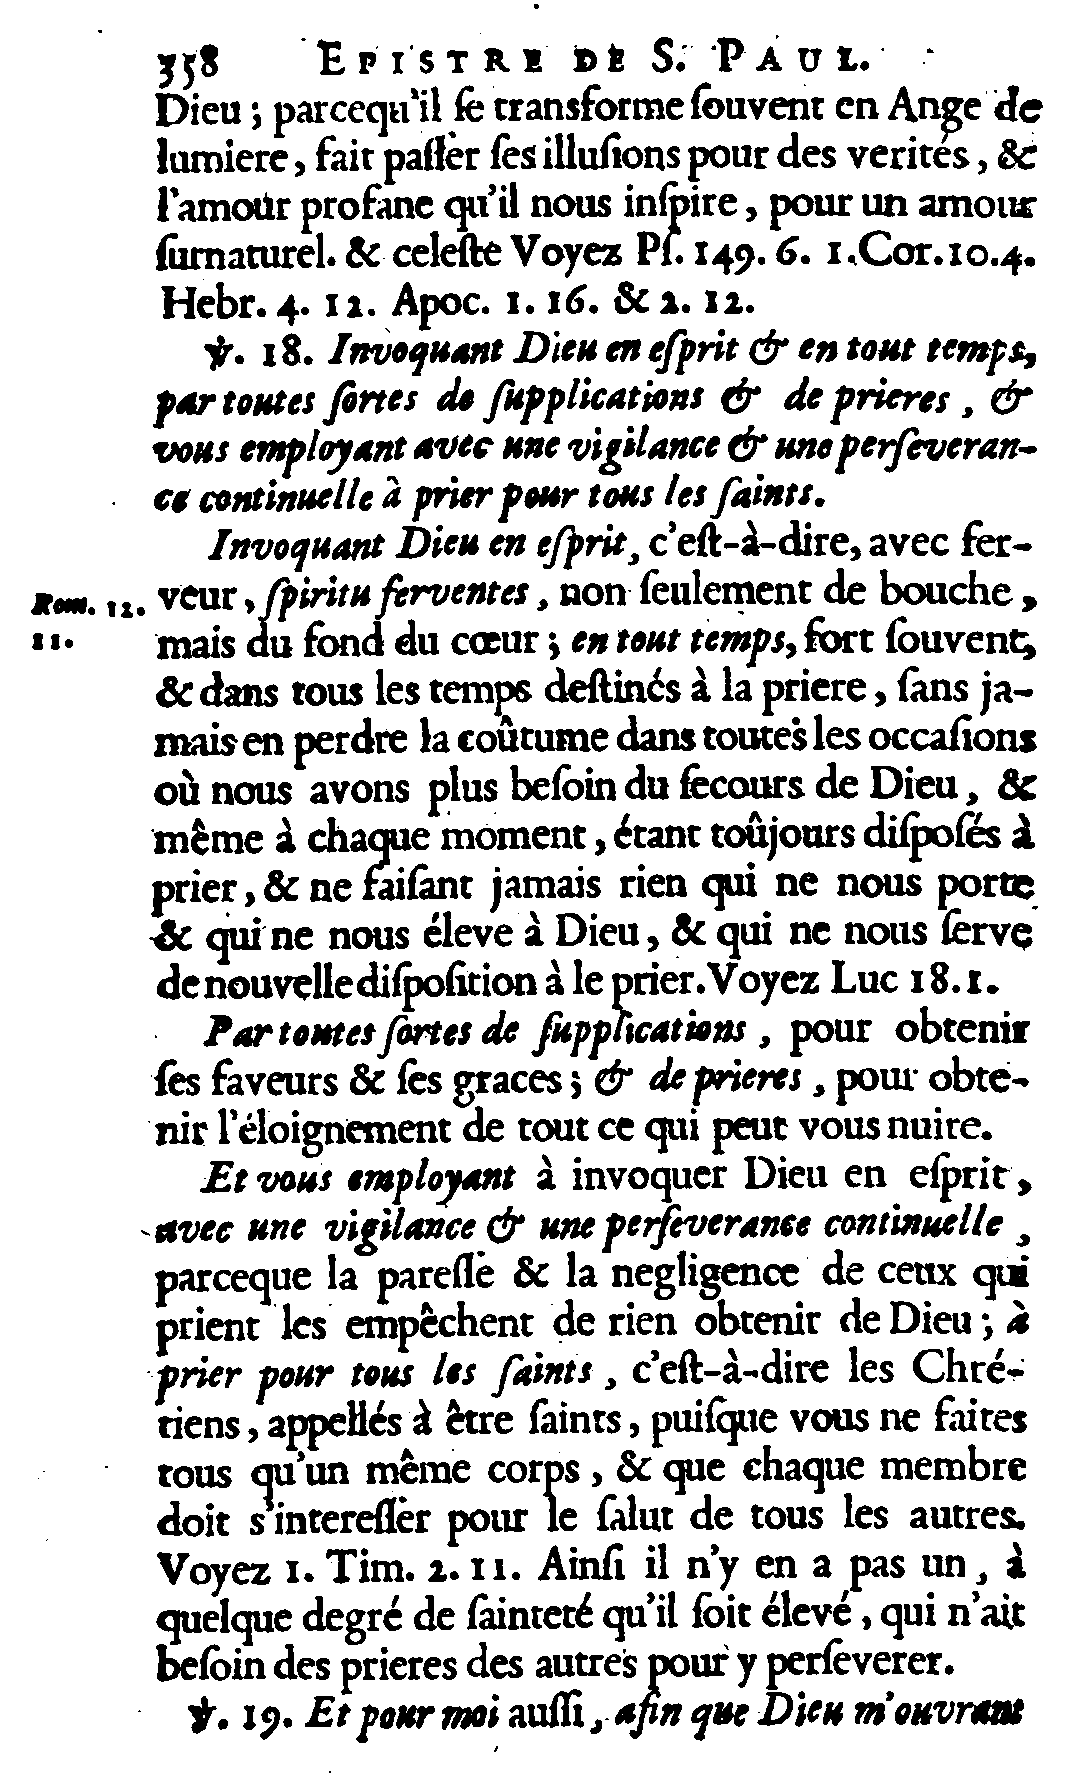 358 EPISTRE DE S. PAUL.
Dieu ; parcequ'il ſe transforme ſouvent en Ange de
lumiere, fait paſſer ſes illuſions pour des verités, &
l'amour profane qu'il nous inſpire, pour un amour
ſurnaturel. & celeſte Voyez Pſ. 149. 6. 1. Cor. 10. 4.
Hebr. 4. 12. Apoc. 1. 16. & 2. 12.
℣. 18. Invoquant Dieu en eſprit & en tout temps,
par toutes ſortes de ſupplications & de prieres, &
vous employant avec une vigilance & une perſeveran-
ce continuelle à prier pour tous les ſaints.
Invoquant Dieu en eſprit, c'eſt-à-dire, avec fer-
Rom. 12. veur, ſpiritu ferventes, non ſeulement de bouche,
11. mais du fond du cœur ; en tout temps, fort ſouvent,
& dans tous les temps deſtinés à la priere, ſans ja-
mais en perdre la coûtume dans toutes les occaſions
où nous avons plus beſoin du ſecours de Dieu, &
même à chaque moment, étant toûjours diſpoſés à
prier, & ne faiſant jamais rien qui ne nous porte
& qui ne nous éleve à Dieu, & qui ne nous ſerve
de nouvelle diſpoſition à le prier. Voyez Luc 18. 1.
Par toutes ſortes de ſupplications, pour obtenir
ſes faveurs & ſes graces ; & de prieres, pour obte-
nir l'éloignement de tout ce qui peut vous nuire.
Et vous employant à invoquer Dieu en eſprit,
avec une vigilance & une perſeverance continuelle,
parceque la pareſſe & la negligence de ceux qui
prient les empêchent de rien obtenir de Dieu ; à
prier pour tous les ſaints, c'eſt-à-dire les Chré-
tiens, appellés à être ſaints, puiſque vous ne faites
tous qu'un même corps, & que chaque membre
doit s'intereſſer pour le ſalut de tous les autres.
Voyez 1. Tim. 2. 11. Ainſi il n'y en a pas un, à
quelque degré de ſainteté qu'il ſoit élevé, qui n'ait
beſoin des prieres des autres pour y perſeverer.
℣. 19. Et pour moi auſſi, afin que Dieu m'ouvrant